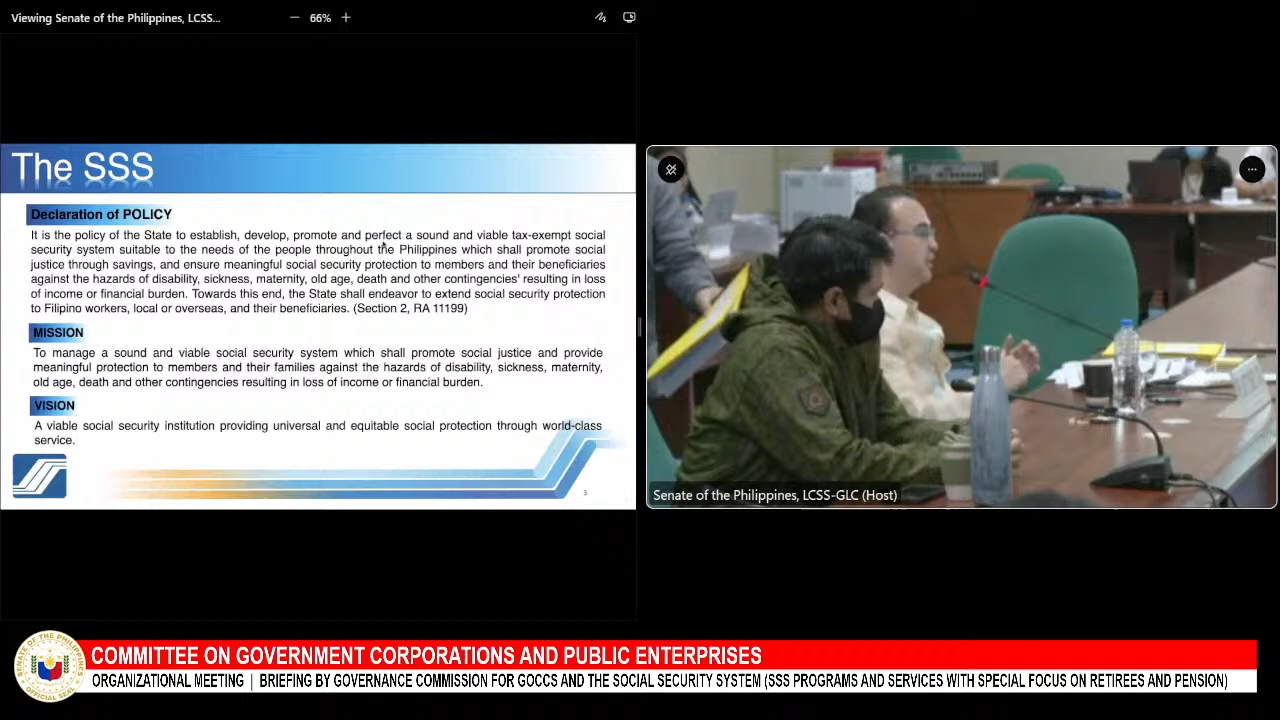 Viewing Senate of the Philippines, LCSS...
66%
The SSS
Declaration of POLICY
It is the policy of the State to establish, develop, promote and perfect a sound and viable tax-exempt social
security system suitable to the needs of the people throughout the Philippines which shall promote social
justice through savings, and ensure meaningful social security protection to members and their beneficiaries
against the hazards of disability, sickness, maternity, old age, death and other contingencies' resulting in loss
of income or financial burden. Towards this end, the State shall endeavor to extend social security protection
to Filipino workers, local or overseas, and their beneficiaries. (Section 2, RA 11199)
MISSION
To manage a sound and viable social security system which shall promote social justice and provide
meaningful protection to members and their families against the hazards of disability, sickness, maternity,
old age, death and other contingencies resulting in loss of income or financial burden.
VISION
A viable social security institution providing universal and equitable social protection through world-class
service.
3
Senate of the Philippines, LCSS-GLC (Host)
SENATE OF THE PHILIPPINES
OFFICIAL SEAL
COMMITTEE ON GOVERNMENT CORPORATIONS AND PUBLIC ENTERPRISES
ORGANIZATIONAL MEETING | BRIEFING BY GOVERNANCE COMMISSION FOR GOCCS AND THE SOCIAL SECURITY SYSTEM (SSS PROGRAMS AND SERVICES WITH SPECIAL FOCUS ON RETIREES AND PENSION)